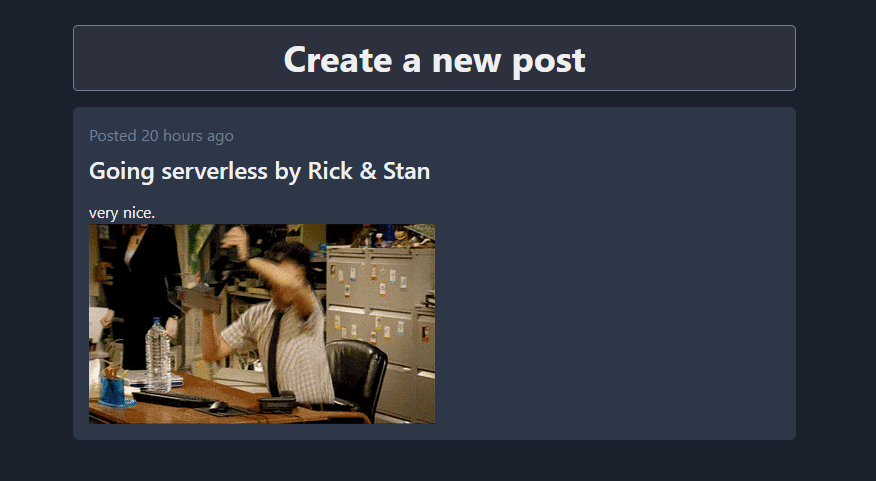 Create a new post
Posted 20 hours ago
Going serverless by Rick & Stan
very nice.